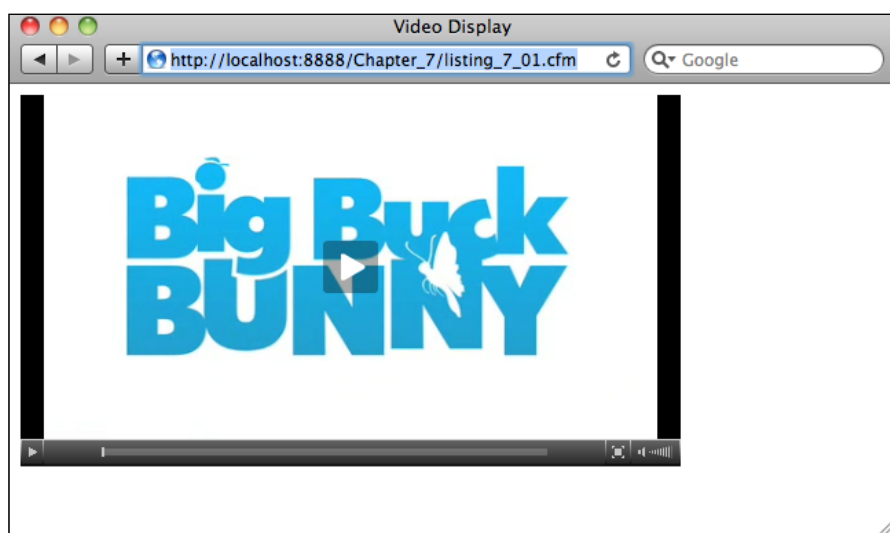 Video Display
http://localhost:8888/Chapter_7/listing_7_01.cfm
Google
Big Buck
BUNNY